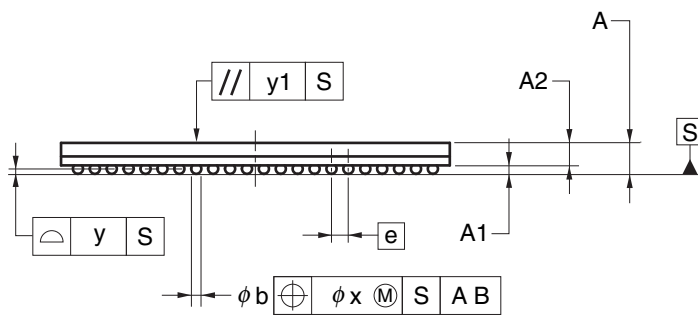 A
// y1 S
A2
S
⌓ y S
e
A1
φ b ⌖ φ x Ⓜ S A B